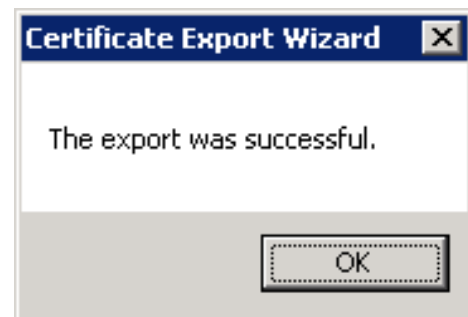 Certificate Export Wizard
The export was successful.
OK